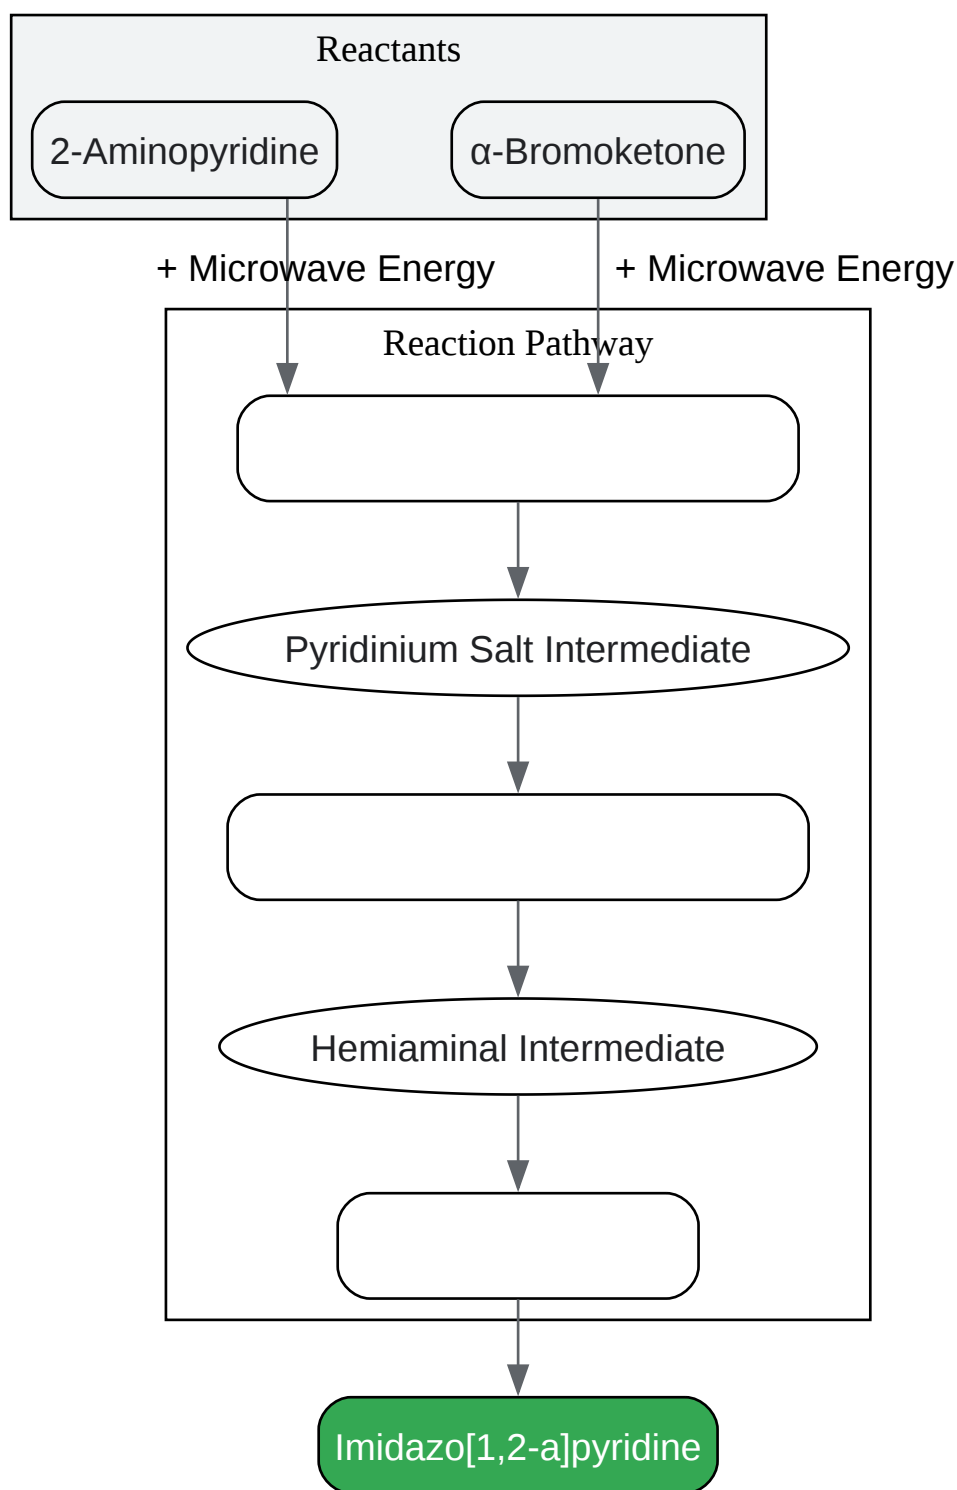 Reactants
2-Aminopyridine
α-Bromoketone
+ Microwave Energy
+ Microwave Energy
Reaction Pathway
Pyridinium Salt Intermediate
Hemiaminal Intermediate
Imidazo[1,2-a]pyridine